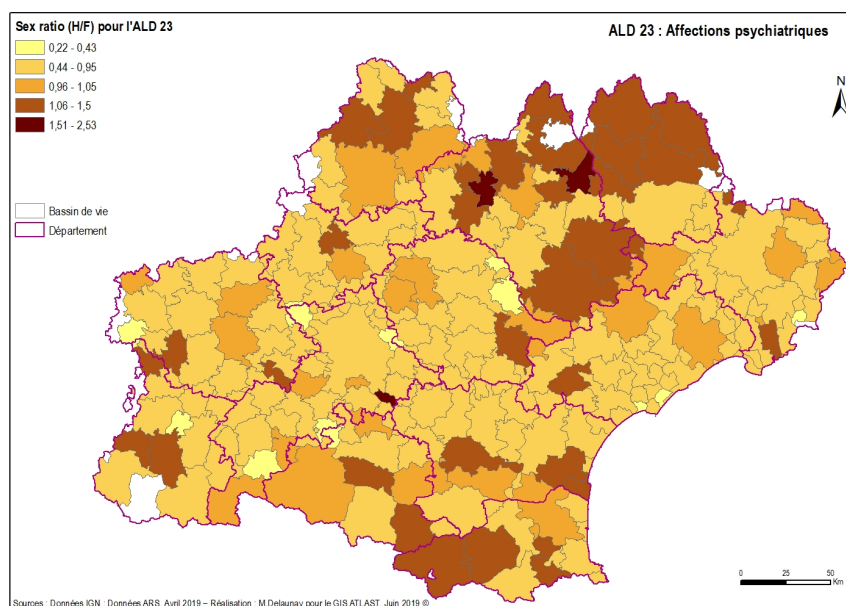 Sex ratio (H/F) pour l'ALD 23
ALD 23 : Affections psychiatriques
0,22 - 0,43
0,44 - 0,95
0,96 - 1,05
1,06 - 1,5
1,51 - 2,53
N
Bassin de vie
Département
0 25 50
Km
Sources : Données IGN ; Données ARS, Avril 2019 – Réalisation : M.Delaunay pour le GIS ATLAST, Juin 2019 ©